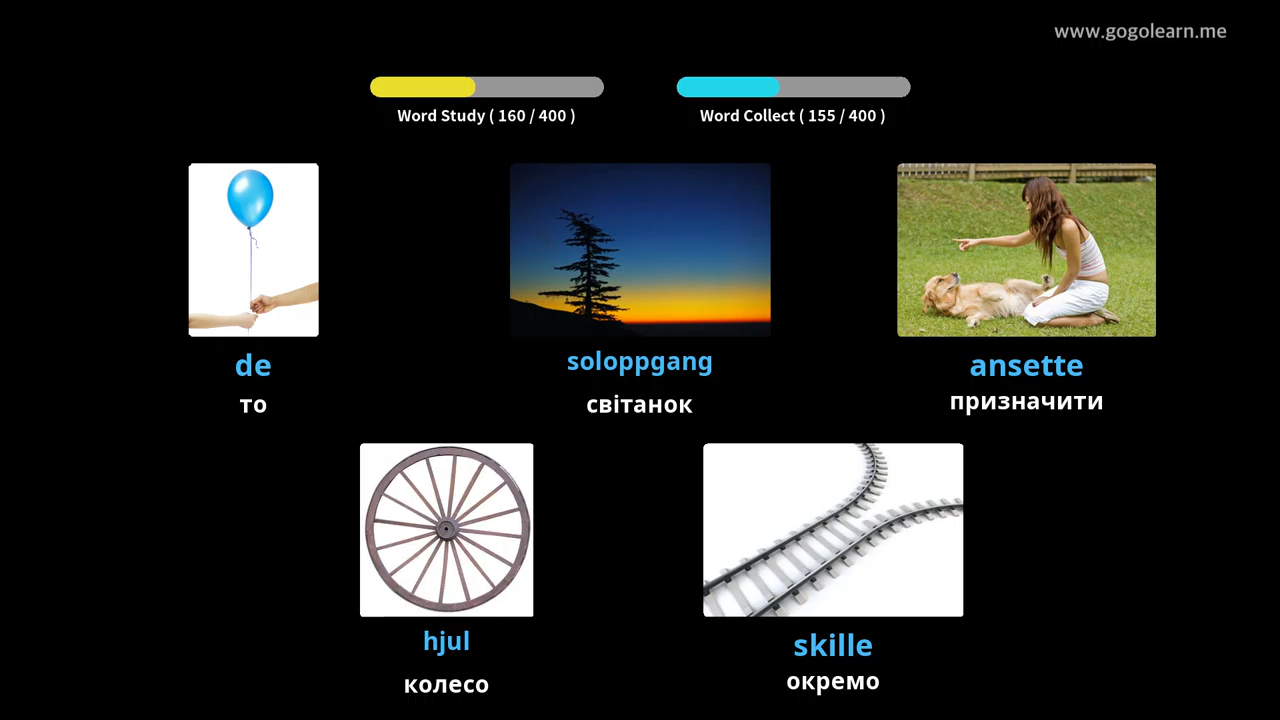 www.gogolearn.me
Word Study ( 160 / 400 )
Word Collect ( 155 / 400 )
de
soloppgang
ansette
то
світанок
призначити
hjul
skille
колесо
окремо